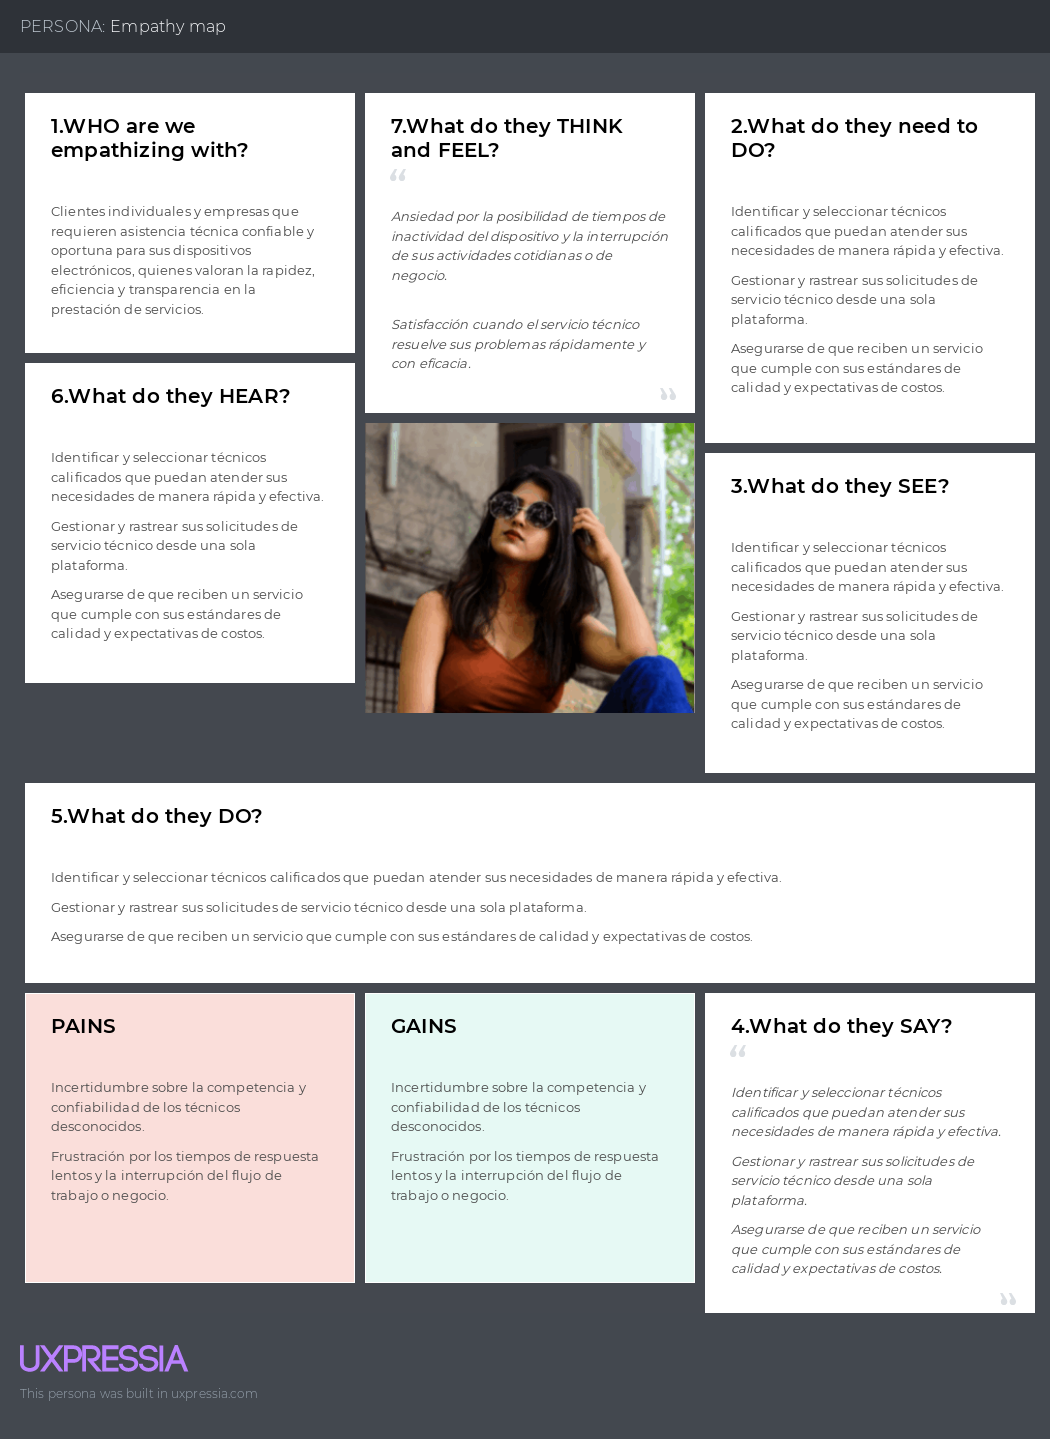 PERSONA: Empathy map
1.WHO are we
empathizing with?
Clientes individuales y empresas que
requieren asistencia técnica confiable y
oportuna para sus dispositivos
electrónicos, quienes valoran la rapidez,
eficiencia y transparencia en la
prestación de servicios.
7.What do they THINK
and FEEL?
“
Ansiedad por la posibilidad de tiempos de
inactividad del dispositivo y la interrupción
de sus actividades cotidianas o de
negocio.
Satisfacción cuando el servicio técnico
resuelve sus problemas rápidamente y
con eficacia.
”
2.What do they need to
DO?
Identificar y seleccionar técnicos
calificados que puedan atender sus
necesidades de manera rápida y efectiva.
Gestionar y rastrear sus solicitudes de
servicio técnico desde una sola
plataforma.
Asegurarse de que reciben un servicio
que cumple con sus estándares de
calidad y expectativas de costos.
6.What do they HEAR?
Identificar y seleccionar técnicos
calificados que puedan atender sus
necesidades de manera rápida y efectiva.
Gestionar y rastrear sus solicitudes de
servicio técnico desde una sola
plataforma.
Asegurarse de que reciben un servicio
que cumple con sus estándares de
calidad y expectativas de costos.
3.What do they SEE?
Identificar y seleccionar técnicos
calificados que puedan atender sus
necesidades de manera rápida y efectiva.
Gestionar y rastrear sus solicitudes de
servicio técnico desde una sola
plataforma.
Asegurarse de que reciben un servicio
que cumple con sus estándares de
calidad y expectativas de costos.
5.What do they DO?
Identificar y seleccionar técnicos calificados que puedan atender sus necesidades de manera rápida y efectiva.
Gestionar y rastrear sus solicitudes de servicio técnico desde una sola plataforma.
Asegurarse de que reciben un servicio que cumple con sus estándares de calidad y expectativas de costos.
PAINS
Incertidumbre sobre la competencia y
confiabilidad de los técnicos
desconocidos.
Frustración por los tiempos de respuesta
lentos y la interrupción del flujo de
trabajo o negocio.
GAINS
Incertidumbre sobre la competencia y
confiabilidad de los técnicos
desconocidos.
Frustración por los tiempos de respuesta
lentos y la interrupción del flujo de
trabajo o negocio.
4.What do they SAY?
“
Identificar y seleccionar técnicos
calificados que puedan atender sus
necesidades de manera rápida y efectiva.
Gestionar y rastrear sus solicitudes de
servicio técnico desde una sola
plataforma.
Asegurarse de que reciben un servicio
que cumple con sus estándares de
calidad y expectativas de costos.
”
UXPRESSIA
This persona was built in uxpressia.com